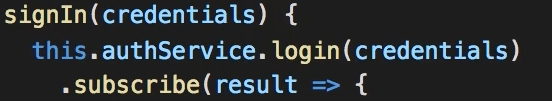 signIn(credentials) {
this.authService.login(credentials)
.subscribe(result => {